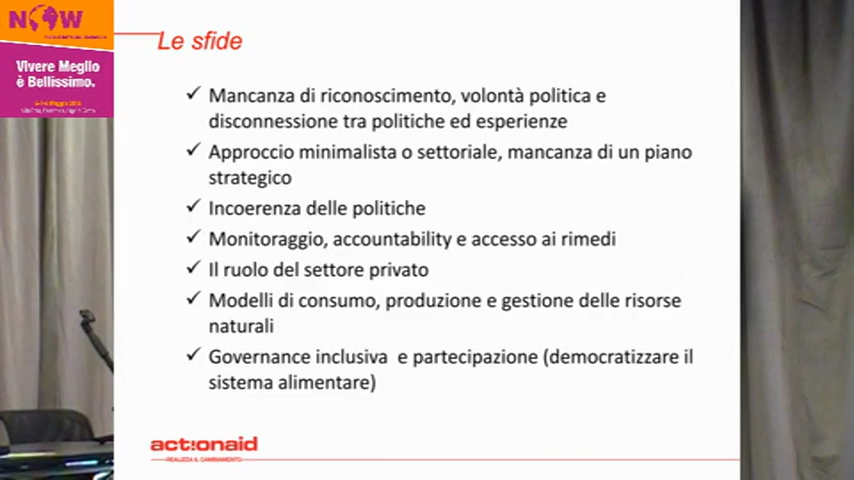 NOW
Vivere Meglio
è Bellissimo.
Le sfide
✓ Mancanza di riconoscimento, volontà politica e
disconnessione tra politiche ed esperienze
✓ Approccio minimalista o settoriale, mancanza di un piano
strategico
✓ Incoerenza delle politiche
✓ Monitoraggio, accountability e accesso ai rimedi
✓ Il ruolo del settore privato
✓ Modelli di consumo, produzione e gestione delle risorse
naturali
✓ Governance inclusiva e partecipazione (democratizzare il
sistema alimentare)
act!onaid
REALIZZA IL CAMBIAMENTO